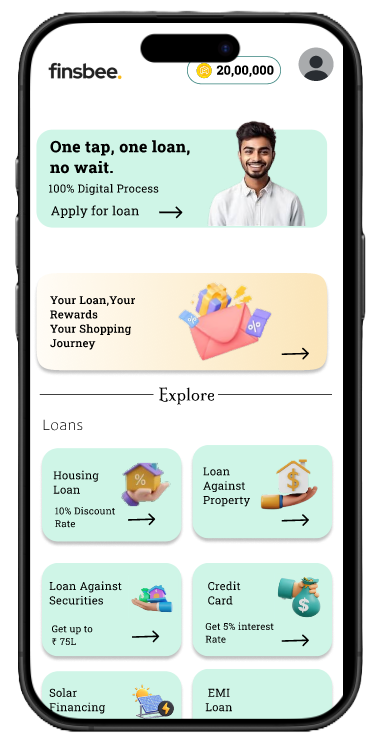 finsbee.
20,00,000
One tap, one loan,
no wait.
100% Digital Process
Apply for loan
Your Loan,Your
Rewards
Your Shopping
Journey
%
%
Explore
Loans
Housing
Loan
%
10% Discount
Rate
Loan
Against
Property
$
Loan Against
Securities
Get up to
₹ 75L
Credit
Card
$
Get 5% interest
Rate
Solar
Financing
EMI
Loan